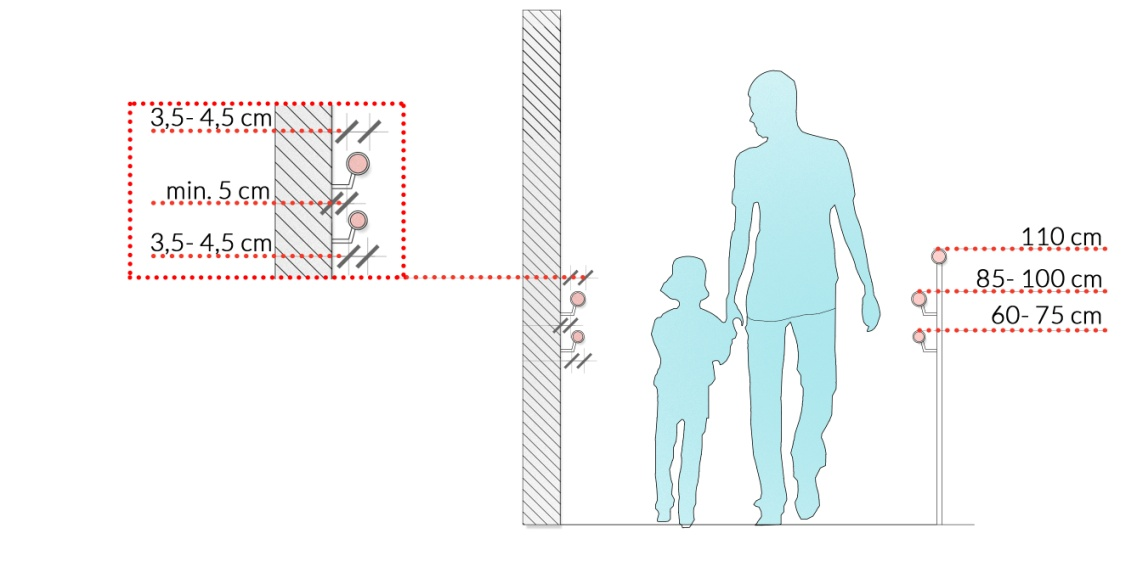 3,5- 4,5 cm
min. 5 cm
3,5- 4,5 cm
110 cm
85- 100 cm
60- 75 cm